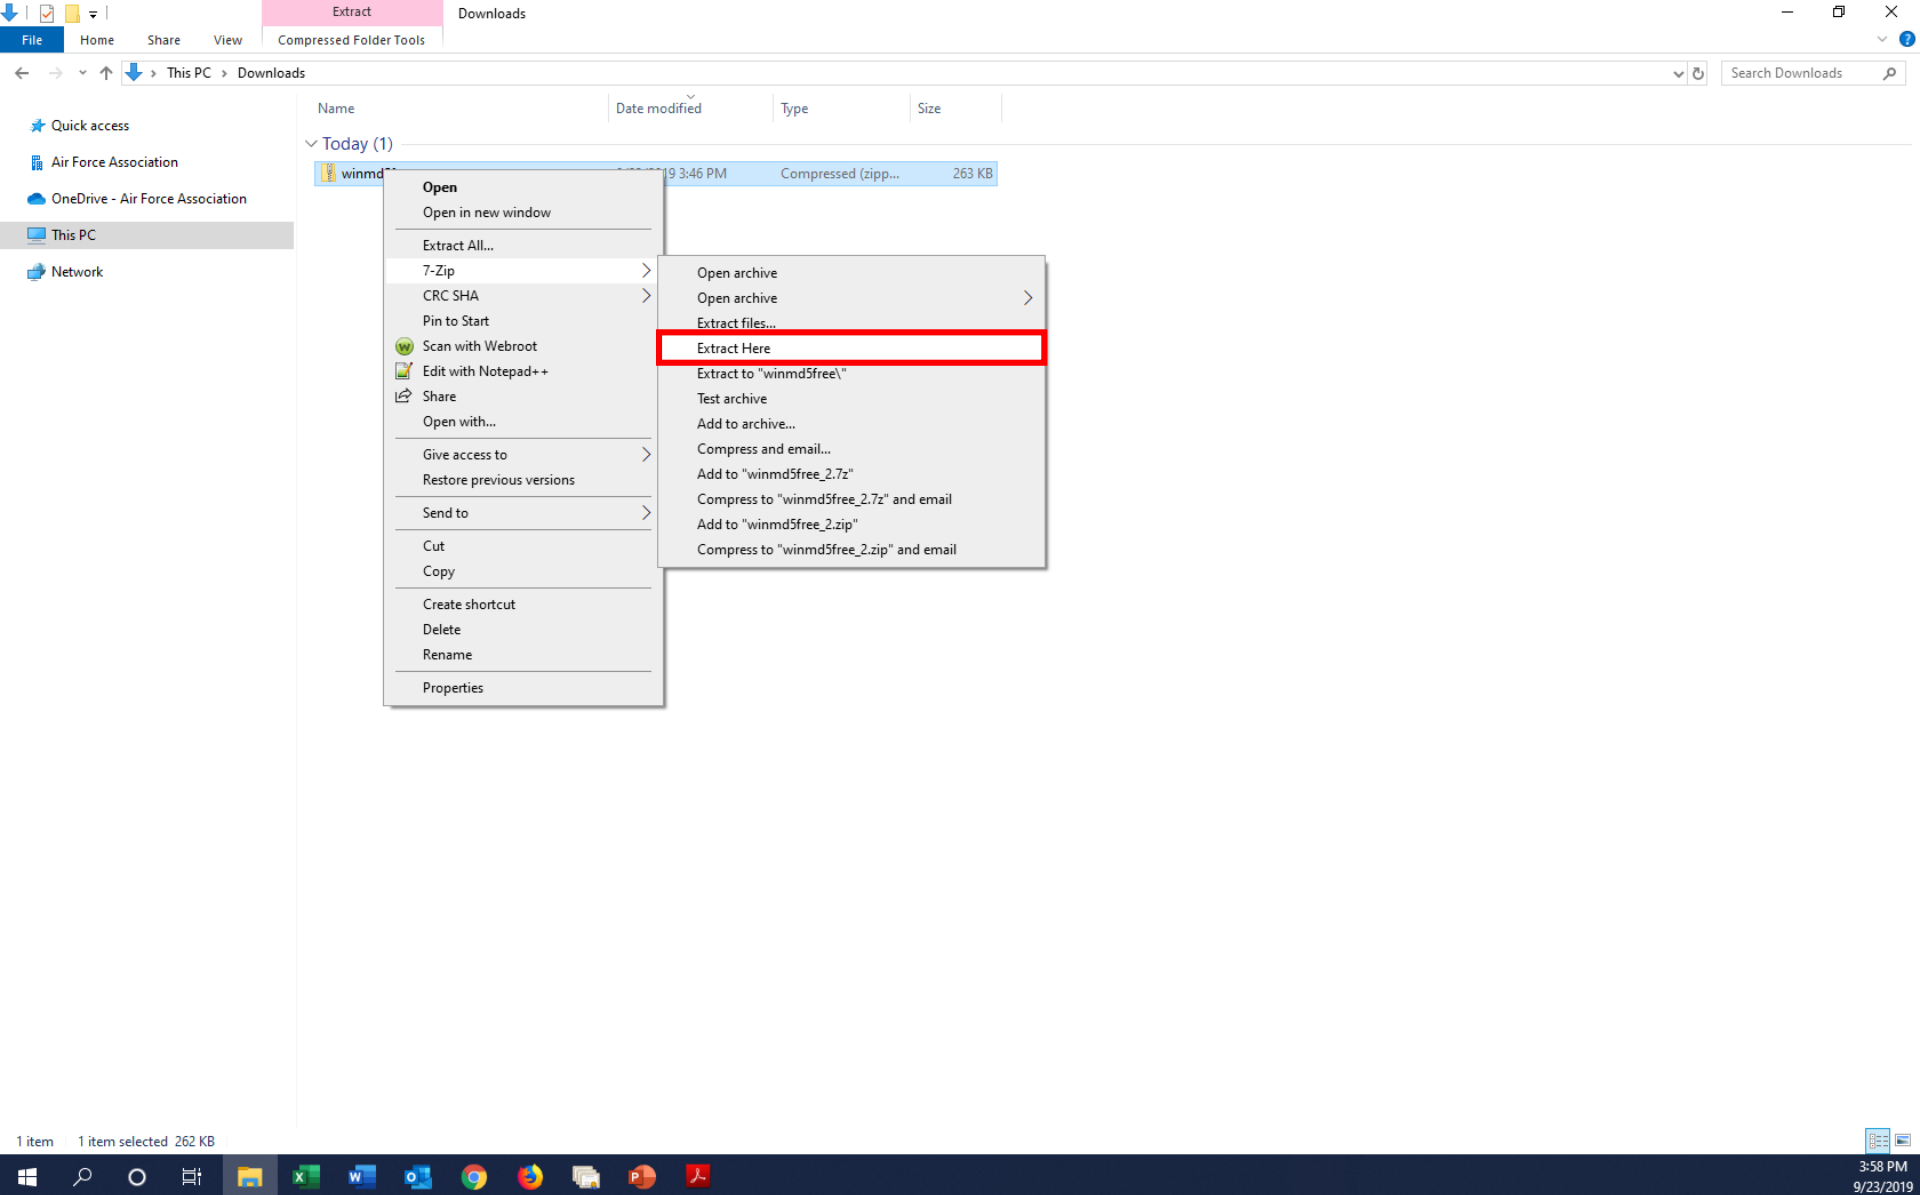 Extract
Downloads
File
Home
Share
View
Compressed Folder Tools
This PC
Downloads
Search Downloads
Name
Date modified
Type
Size
Quick access
Air Force Association
OneDrive - Air Force Association
This PC
Network
Today (1)
3:46 PM
Compressed (zipp...
263 KB
Open
Open in new window
Extract All...
7-Zip
CRC SHA
Pin to Start
Scan with Webroot
Edit with Notepad++
Share
Open with...
Give access to
Restore previous versions
Send to
Cut
Copy
Create shortcut
Delete
Rename
Properties
Open archive
Open archive
Extract files...
Extract Here
Extract to "winmd5free\"
Test archive
Add to archive...
Compress and email...
Add to "winmd5free_2.7z"
Compress to "winmd5free_2.7z" and email
Add to "winmd5free_2.zip"
Compress to "winmd5free_2.zip" and email
1 item
1 item selected 262 KB
3:58 PM
9/23/2019